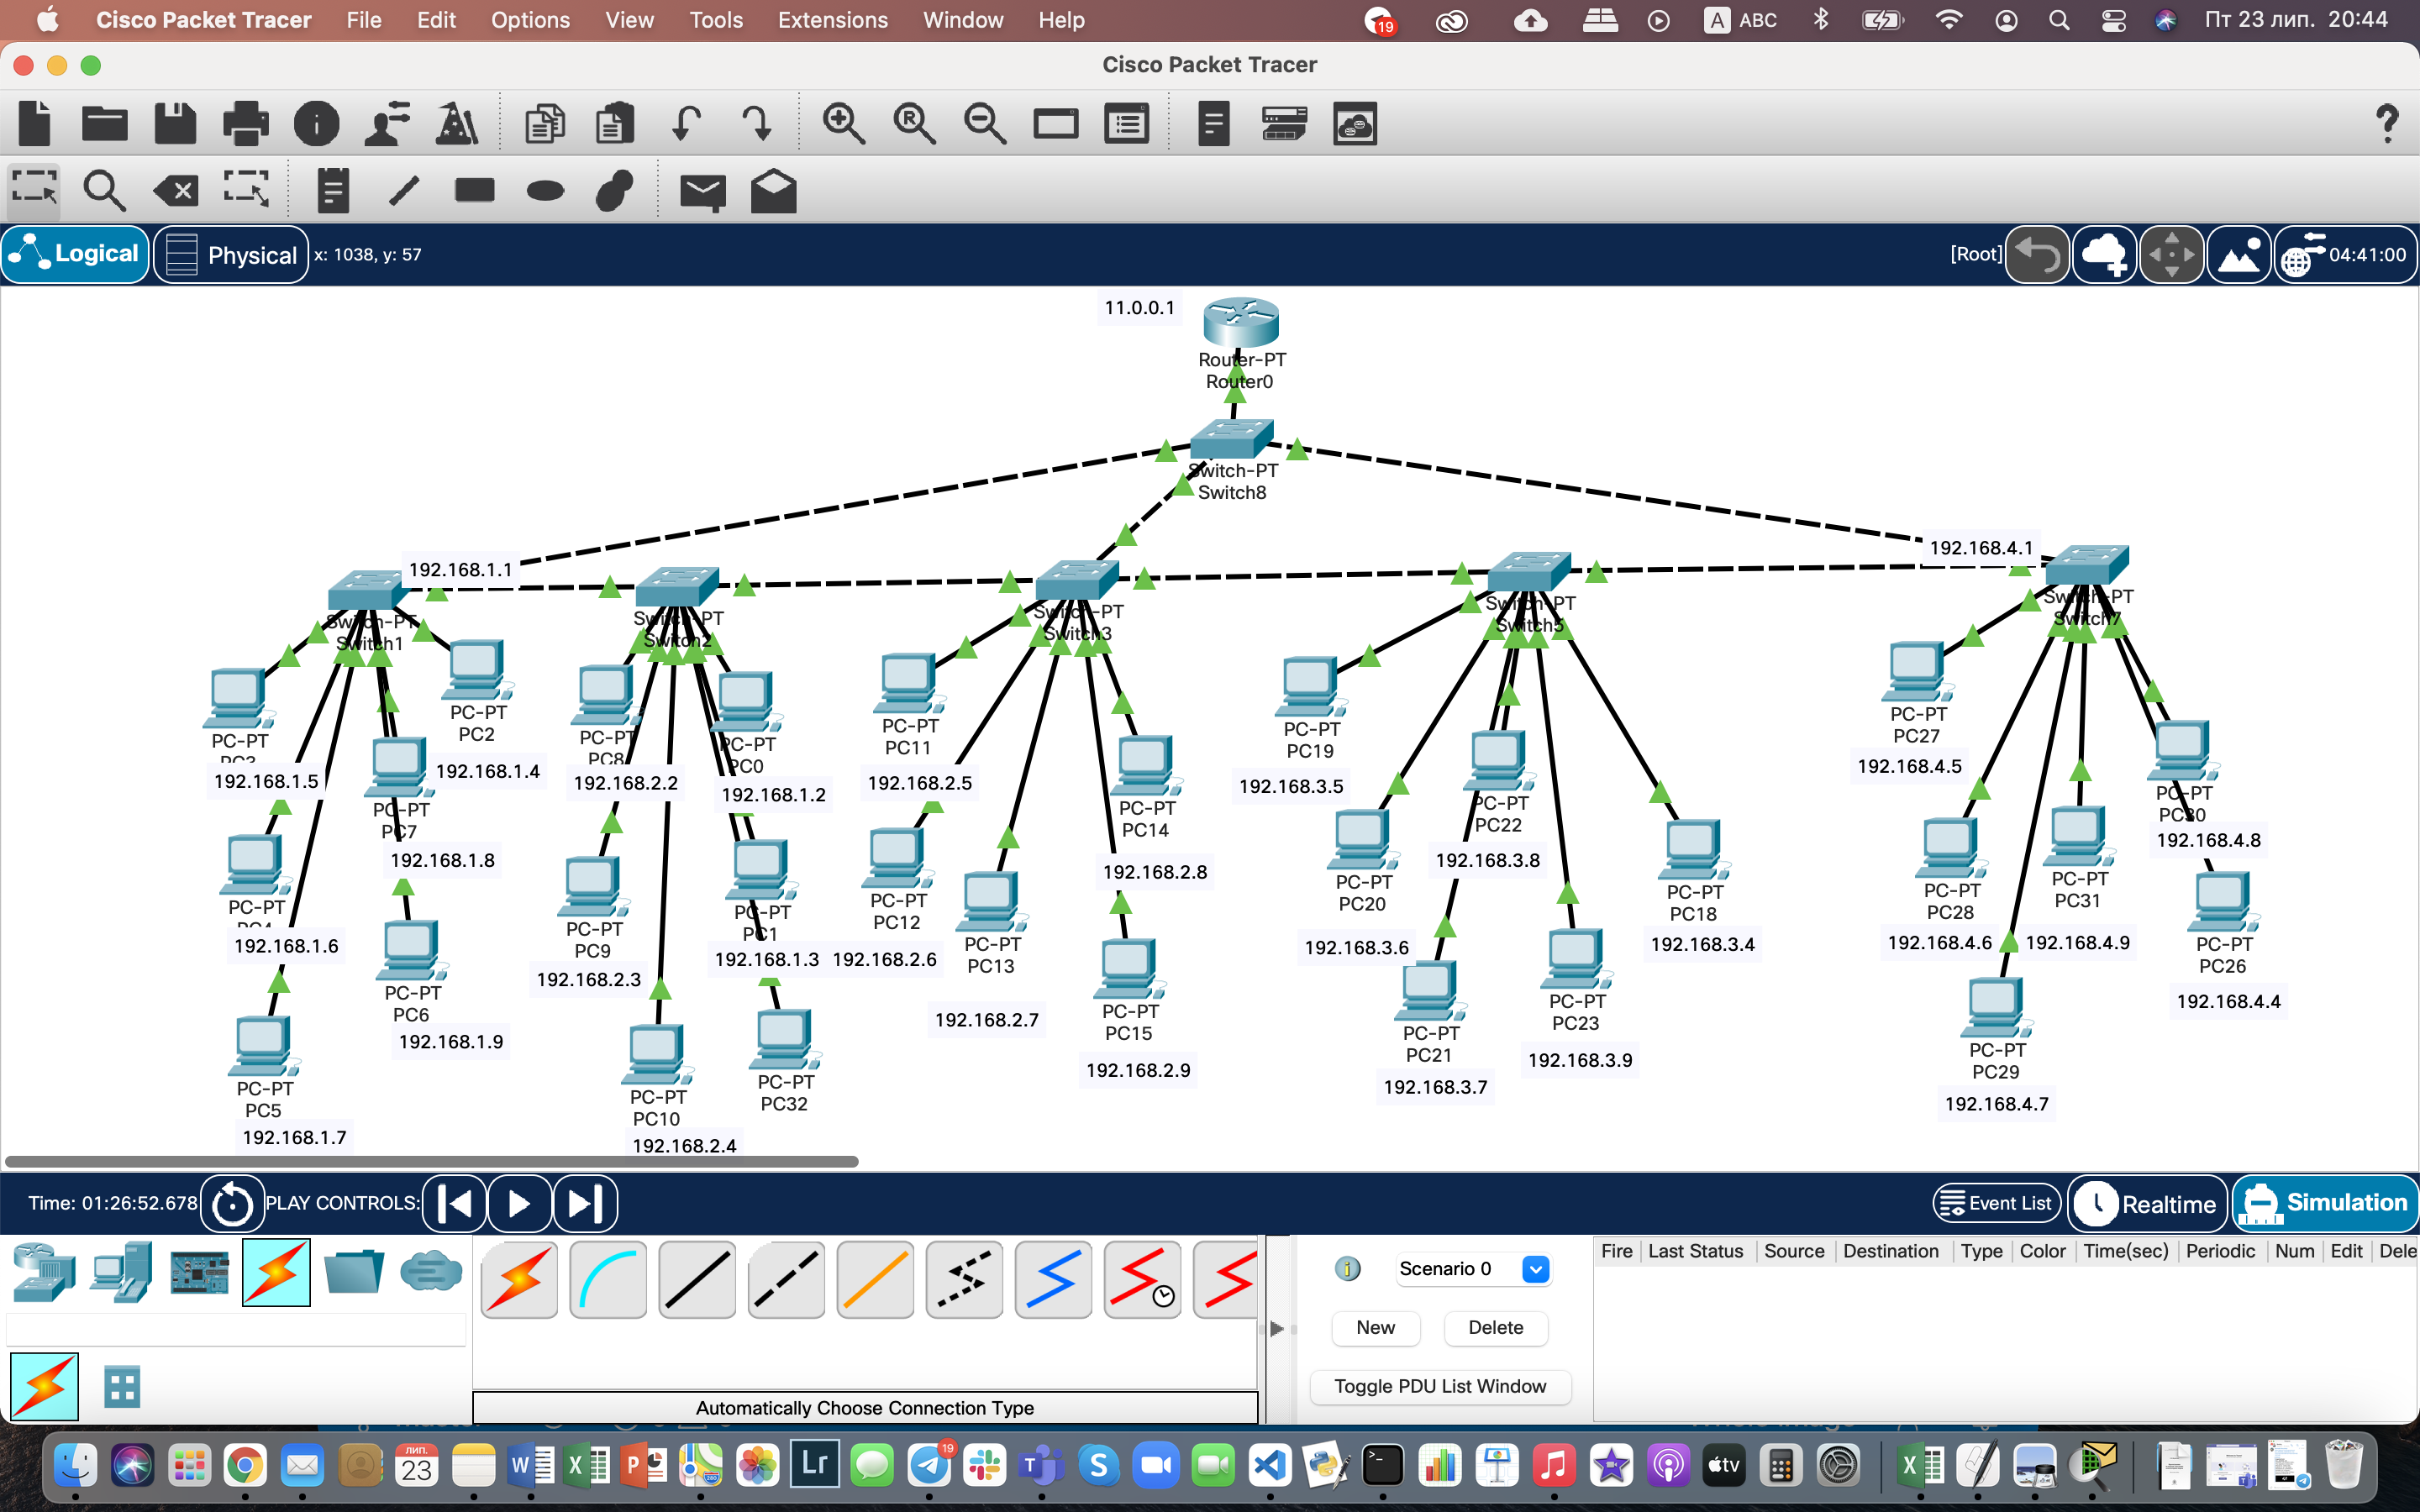 Cisco Packet Tracer File Edit Options View Tools Extensions Window Help 19 A ABC Пт 23 лип. 20:44
Cisco Packet Tracer
Logical Physical x: 1038, y: 57 [Root] 04:41:00
11.0.0.1
Router-PT
Router0
Switch-PT
Switch8
192.168.1.1
192.168.4.1
Switch-PT
Switch1
Switch-PT
Switch2
Switch-PT
Switch3
Switch-PT
Switch5
Switch-PT
Switch7
PC-PT
PC3
192.168.1.5
PC-PT
PC2
192.168.1.4
PC-PT
PC7
192.168.1.8
PC-PT
PC4
192.168.1.6
PC-PT
PC6
192.168.1.9
PC-PT
PC5
192.168.1.7
PC-PT
PC8
192.168.2.2
PC-PT
PC0
192.168.1.2
PC-PT
PC9
192.168.2.3
PC-PT
PC1
192.168.1.3
PC-PT
PC10
192.168.2.4
PC-PT
PC32
PC-PT
PC11
192.168.2.5
PC-PT
PC14
192.168.2.8
PC-PT
PC12
192.168.2.6
PC-PT
PC13
192.168.2.7
PC-PT
PC15
192.168.2.9
PC-PT
PC19
192.168.3.5
PC-PT
PC22
192.168.3.8
PC-PT
PC20
192.168.3.6
PC-PT
PC18
192.168.3.4
PC-PT
PC21
192.168.3.7
PC-PT
PC23
192.168.3.9
PC-PT
PC27
192.168.4.5
PC-PT
PC30
192.168.4.8
PC-PT
PC28
192.168.4.6
PC-PT
PC31
192.168.4.9
PC-PT
PC26
192.168.4.4
PC-PT
PC29
192.168.4.7
Time: 01:26:52.678 PLAY CONTROLS: Event List Realtime Simulation
Scenario 0
New Delete
Toggle PDU List Window
Fire Last Status Source Destination Type Color Time(sec) Periodic Num Edit Dele
Automatically Choose Connection Type
ЛИП.
23
Lr
19
tv